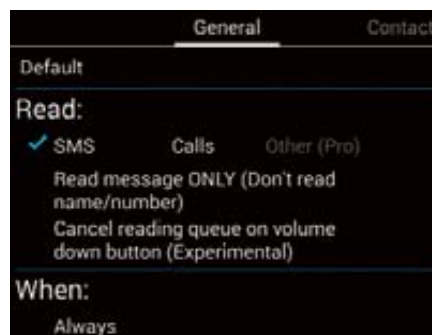 General Contact
Default
Read:
SMS Calls Other (Pro)
Read message ONLY (Don't read
name/number)
Cancel reading queue on volume
down button (Experimental)
When:
Always